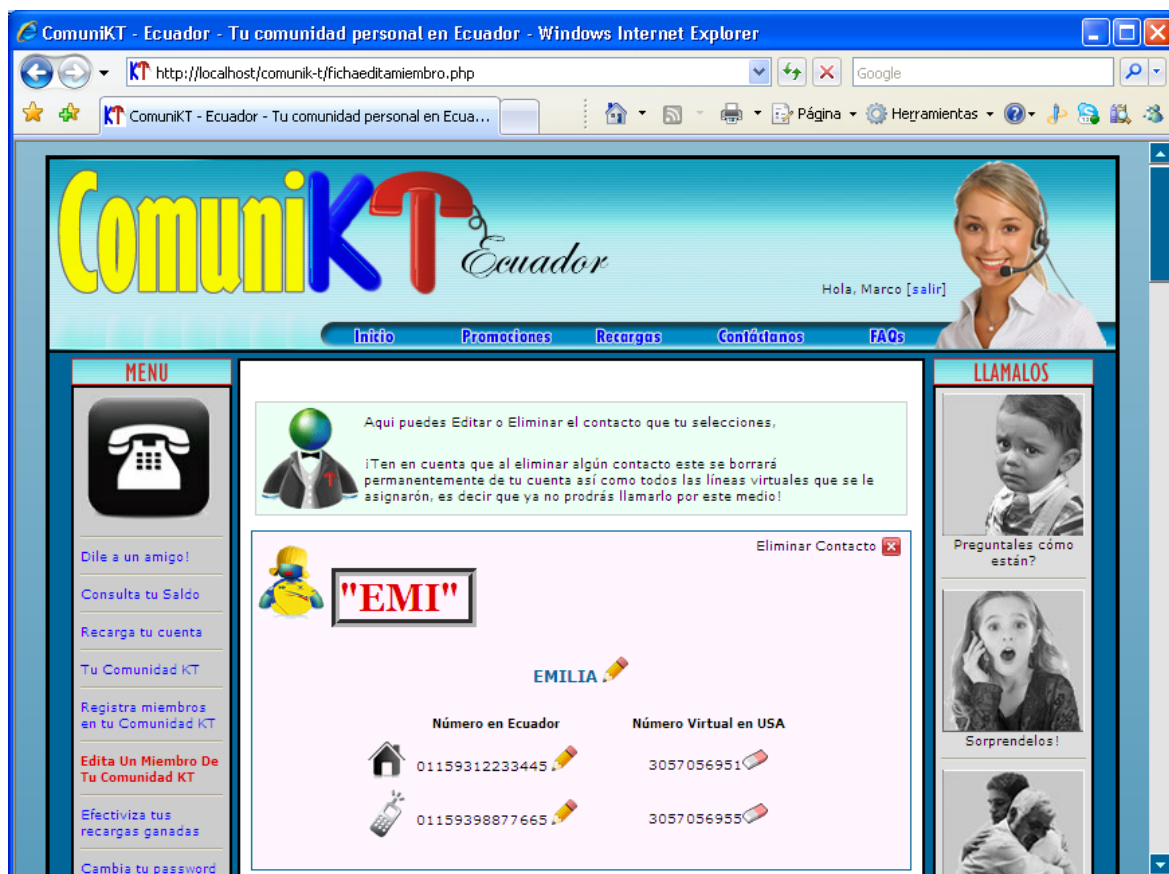 ComuniKT - Ecuador - Tu comunidad personal en Ecuador - Windows Internet Explorer
http://localhost/comunik-t/fichaeditamiembro.php
Google
ComuniKT - Ecuador - Tu comunidad personal en Ecua...
Página
Herramientas
ComuniKT
Ecuador
Hola, Marco [salir]
Inicio
Promociones
Recargas
Contáctanos
FAQs
MENU
Dile a un amigo!
Consulta tu Saldo
Recarga tu cuenta
Tu Comunidad KT
Registra miembros
en tu Comunidad KT
Edita Un Miembro De
Tu Comunidad KT
Efectiviza tus
recargas ganadas
Cambia tu password
Aqui puedes Editar o Eliminar el contacto que tu selecciones,
¡Ten en cuenta que al eliminar algún contacto este se borrará
permanentemente de tu cuenta así como todos las líneas virtuales que se le
asignarón, es decir que ya no prodrás llamarlo por este medio!
Eliminar Contacto
"EMI"
EMILIA
Número en Ecuador Número Virtual en USA
01159312233445 3057056951
01159398877665 3057056955
LLAMALOS
Preguntales cómo
están?
Sorprendelos!